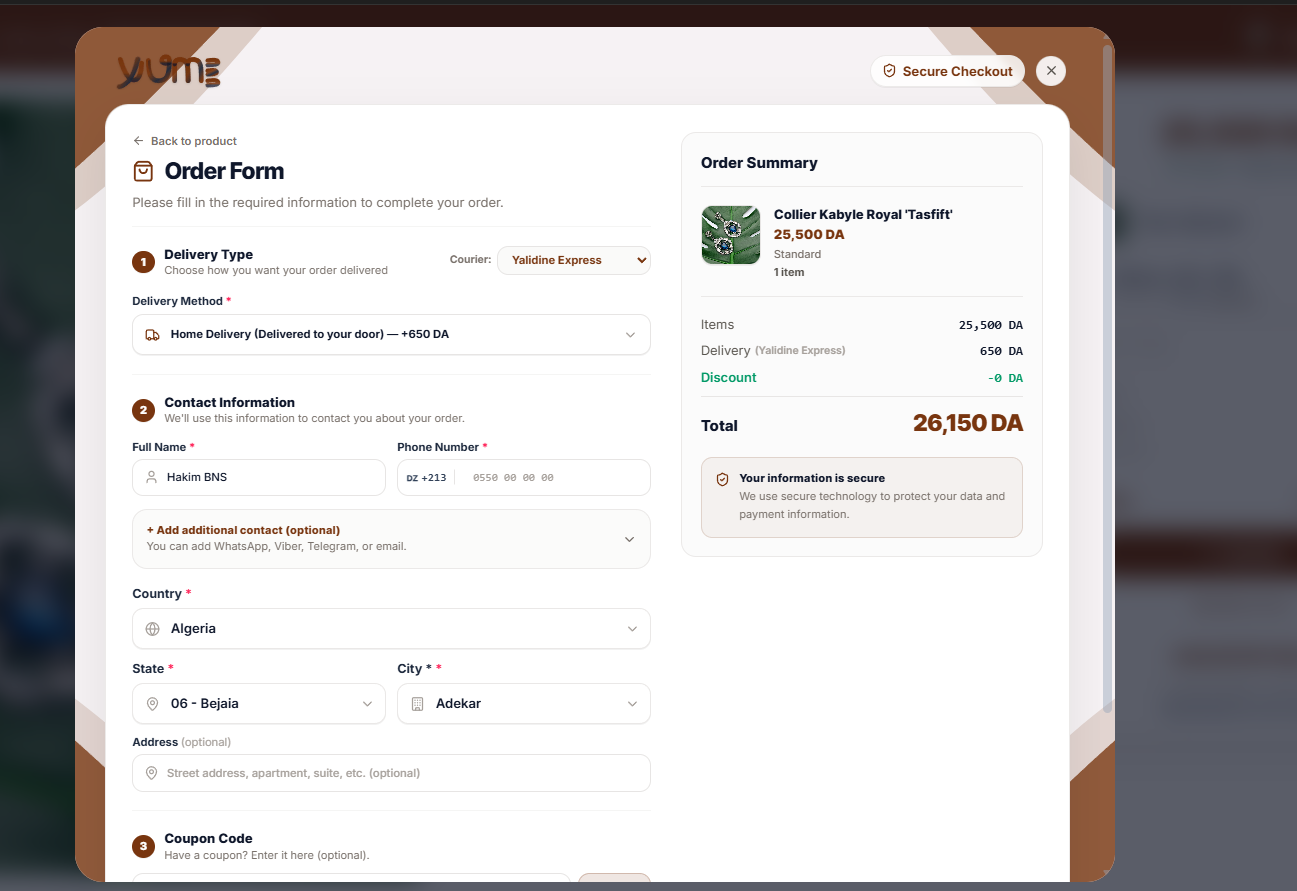 yume
Secure Checkout
Back to product
Order Form
Please fill in the required information to complete your order.
1
Delivery Type
Choose how you want your order delivered
Courier:
Yalidine Express
Delivery Method *
Home Delivery (Delivered to your door) — +650 DA
2
Contact Information
We'll use this information to contact you about your order.
Full Name *
Phone Number *
Hakim BNS
DZ +213
0550 00 00 00
+ Add additional contact (optional)
You can add WhatsApp, Viber, Telegram, or email.
Country *
Algeria
State *
City * *
06 - Bejaia
Adekar
Address (optional)
Street address, apartment, suite, etc. (optional)
3
Coupon Code
Have a coupon? Enter it here (optional).
Order Summary
Collier Kabyle Royal 'Tasfift'
25,500 DA
Standard
1 item
Items 25,500 DA
Delivery (Yalidine Express) 650 DA
Discount -0 DA
Total 26,150 DA
Your information is secure
We use secure technology to protect your data and
payment information.